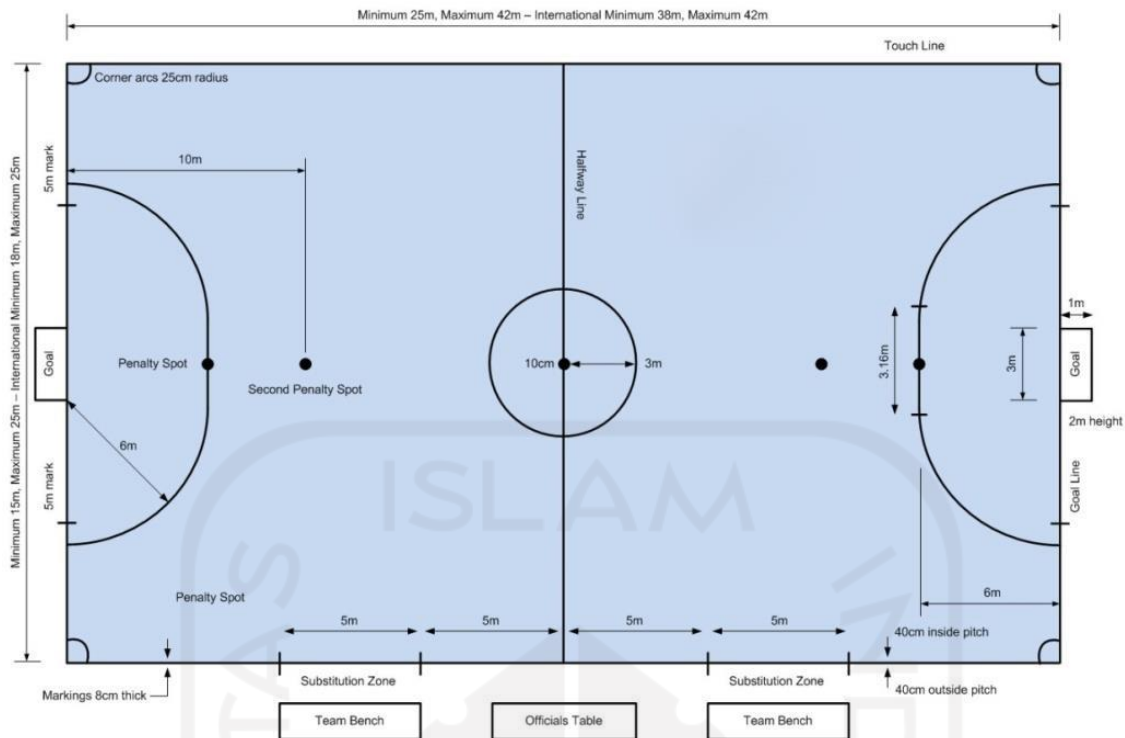 Minimum 25m, Maximum 42m – International Minimum 38m, Maximum 42m
Touch Line
Corner arcs 25cm radius
Minimum 15m, Maximum 25m – International Minimum 18m, Maximum 25m
5m mark
10m
Halfway Line
1m
Goal
Penalty Spot
Second Penalty Spot
10cm
3m
3.16m
3m
Goal
2m height
6m
5m mark
Goal Line
ISLAM
TAS
Penalty Spot
6m
5m
5m
5m
5m
40cm inside pitch
Markings 8cm thick
Substitution Zone
Substitution Zone
40cm outside pitch
Team Bench
Officials Table
Team Bench